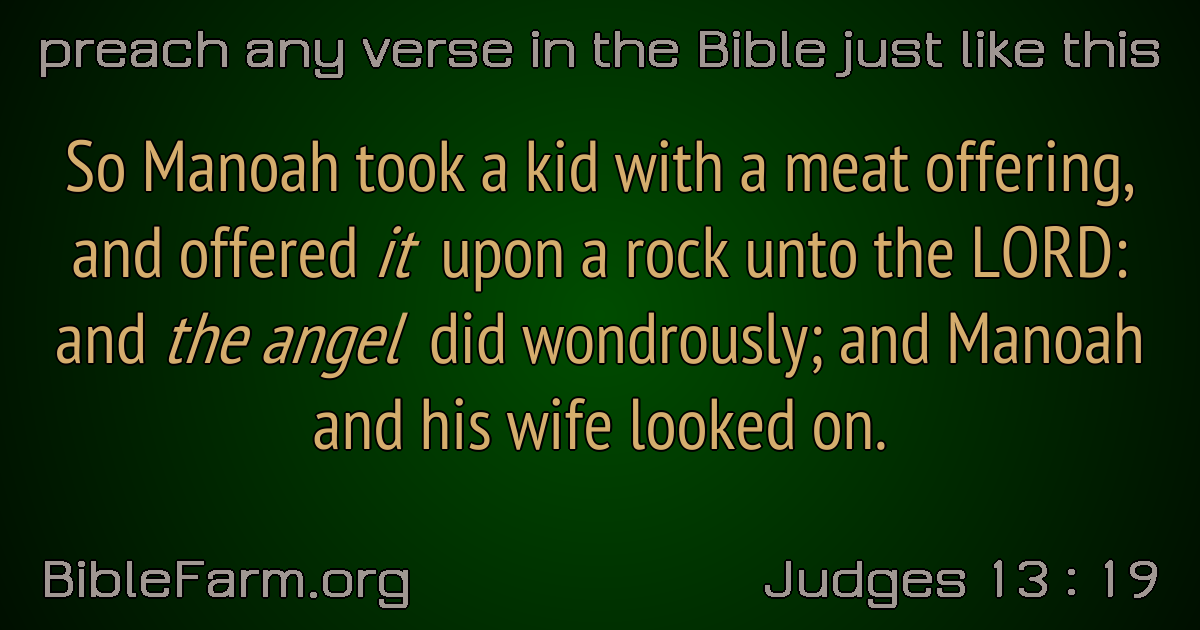 preach any verse in the Bible just like this
So Manoah took a kid with a meat offering,
and offered it upon a rock unto the LORD:
and the angel did wondrously; and Manoah
and his wife looked on.
BibleFarm.org
Judges 13 : 19